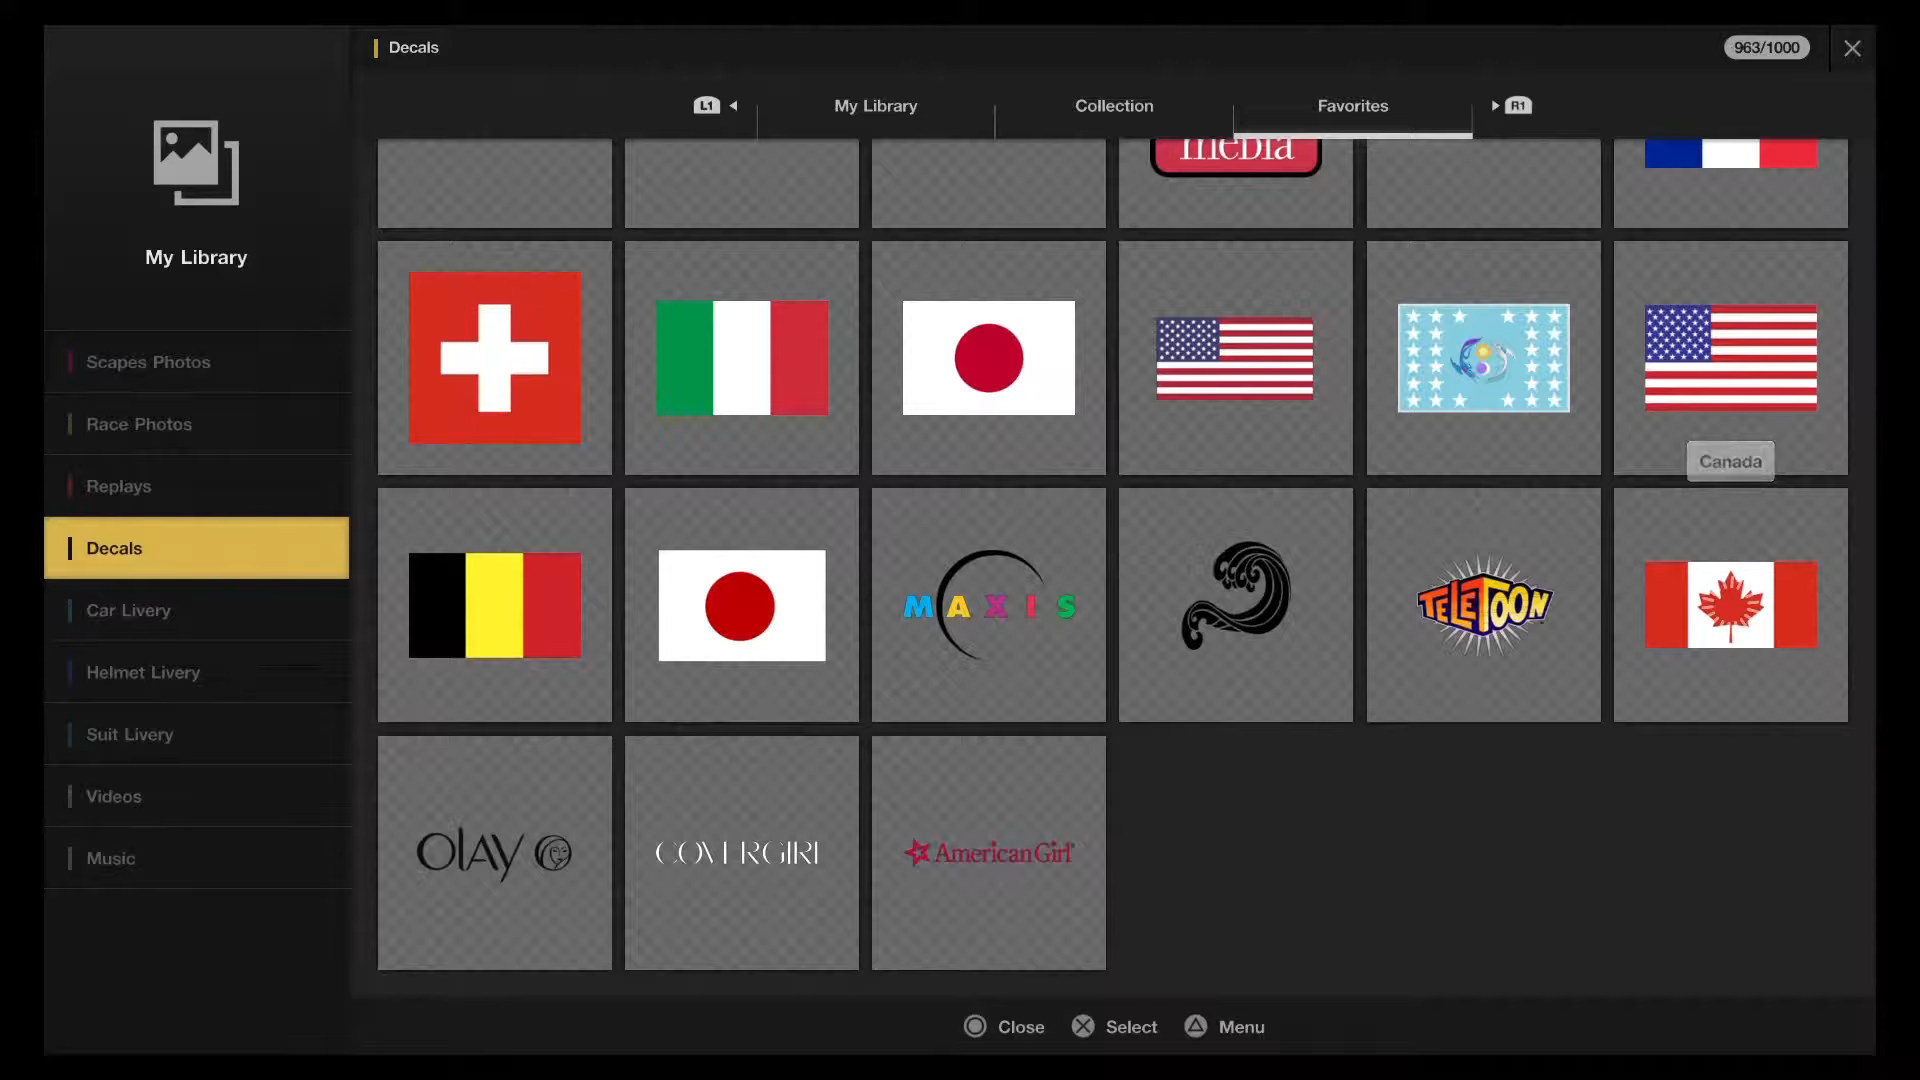 Decals
963/1000
L1
My Library
Collection
Favorites
R1
media
My Library
Scapes Photos
Race Photos
Replays
Decals
Car Livery
Helmet Livery
Suit Livery
Videos
Music
Canada
MAXIS
TELETOON
OLAY
COVERGIRL
American Girl
Close
Select
Menu